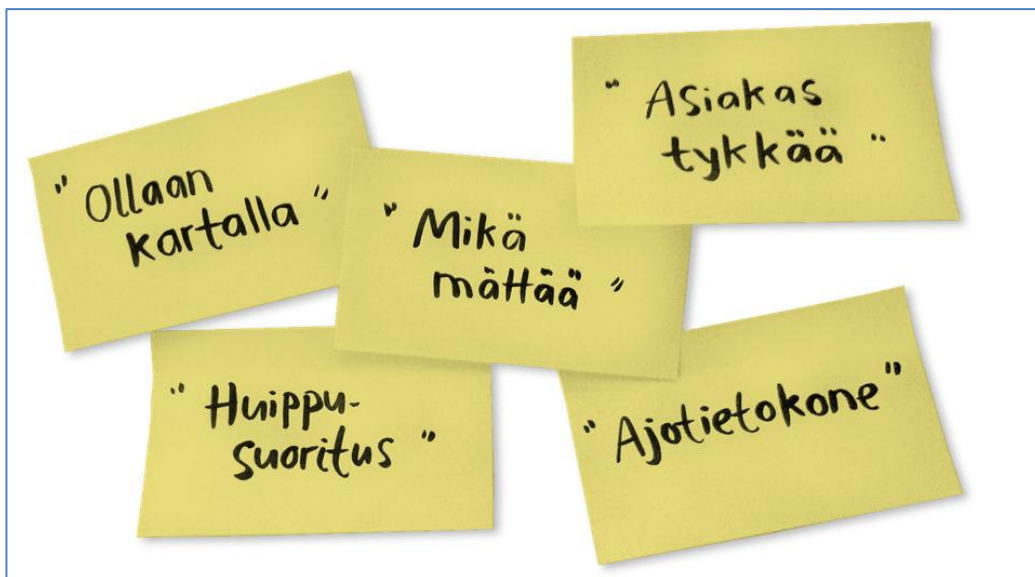 " Ollaan
kartalla "
" Asiakas
tykkää "
" Mikä
mättää "
" Huippu-
suoritus "
" Ajotietokone "